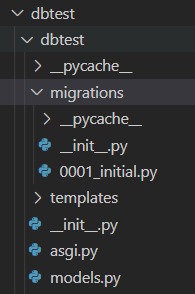 dbtest
dbtest
__pycache__
migrations
__pycache__
__init__.py
0001_initial.py
templates
__init__.py
asgi.py
models.py